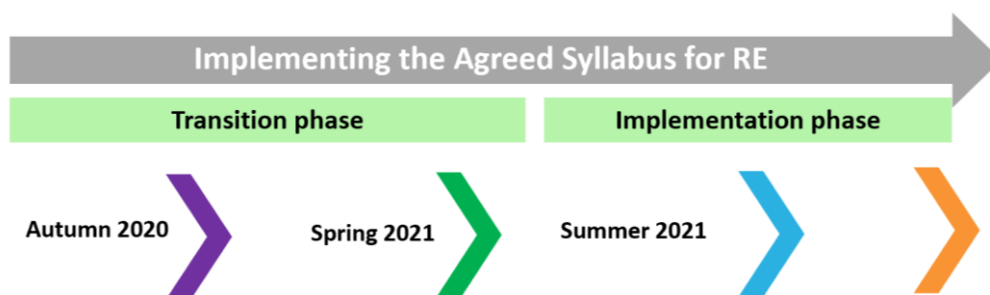 Implementing the Agreed Syllabus for RE
Transition phase
Implementation phase
Autumn 2020
Spring 2021
Summer 2021